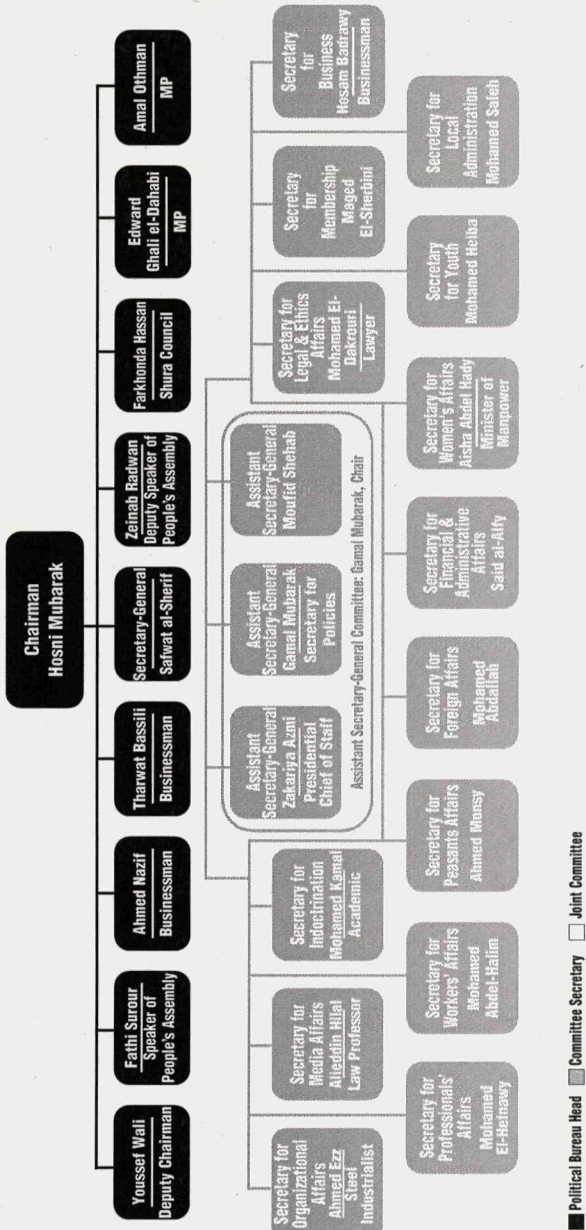 Chairman
Hosni Mubarak
Youssef Wali
Deputy Chairman
Fathi Surour
Speaker of
People's Assembly
Ahmed Nazif
Businessman
Tharwat Bassili
Businessman
Secretary-General
Safwat al-Sherif
Zeinab Radwan
Deputy Speaker of
People's Assembly
Farkhonda Hassan
Shura Council
Edward
Ghali el-Dahabi
MP
Amal Othman
MP
Assistant
Secretary-General
Zakariya Azmi
Presidential
Chief of Staff
Assistant
Secretary-General
Gamal Mubarak
Secretary for
Policies
Assistant
Secretary-General
Moufid Shehab
Assistant Secretary-General Committee: Gamal Mubarak, Chair
Secretary for
Organizational
Affairs
Ahmed Ezz
Steel
Industrialist
Secretary for
Media Affairs
Alieddin Hilal
Law Professor
Secretary for
Indoctrination
Mohamed Kamal
Academic
Secretary for
Legal & Ethics
Affairs
Mohamed El-
Dakrouri
Lawyer
Secretary
for
Membership
Maged
El-Sherbini
Secretary
for
Business
Hosam Badrawy
Businessman
Secretary for
Professionals'
Affairs
Mohamed
El-Hefnawy
Secretary for
Workers' Affairs
Mohamed
Abdel-Halim
Secretary for
Peasants Affairs
Ahmed Monsy
Secretary for
Foreign Affairs
Mohamed
Abdallah
Secretary for
Financial &
Administrative
Affairs
Said al-Alfy
Secretary for
Women's Affairs
Aisha Abdel Hady
Minister of
Manpower
Secretary
for Youth
Mohamed Heiba
Secretary for
Local
Administration
Mohamed Saleh
Political Bureau Head
Committee Secretary
Joint Committee